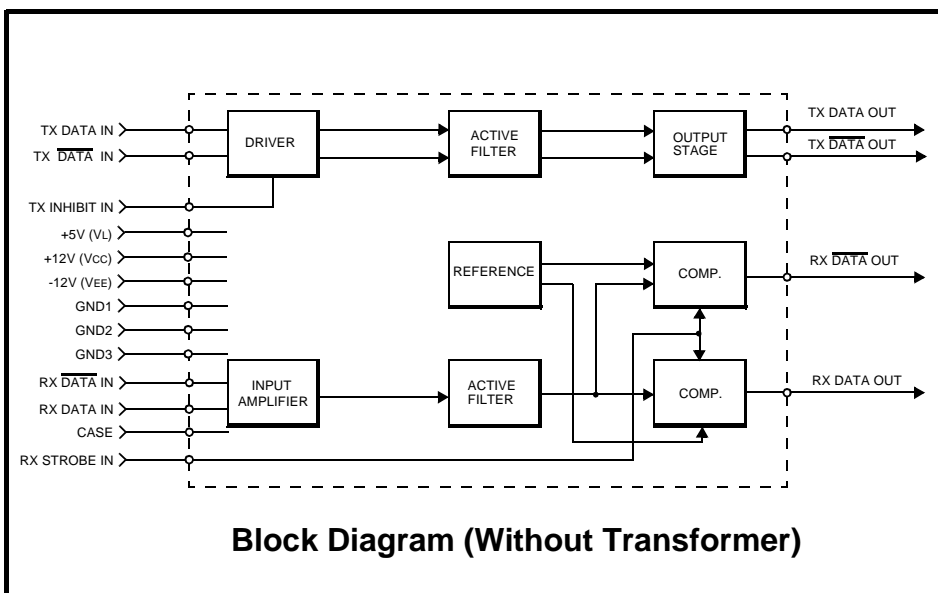 TX DATA IN
TX DATA IN
TX INHIBIT IN
+5V (VL)
+12V (VCC)
-12V (VEE)
GND1
GND2
GND3
RX DATA IN
RX DATA IN
CASE
RX STROBE IN
DRIVER
ACTIVE
FILTER
OUTPUT
STAGE
TX DATA OUT
TX DATA OUT
REFERENCE
COMP.
RX DATA OUT
INPUT
AMPLIFIER
ACTIVE
FILTER
COMP.
RX DATA OUT
Block Diagram (Without Transformer)